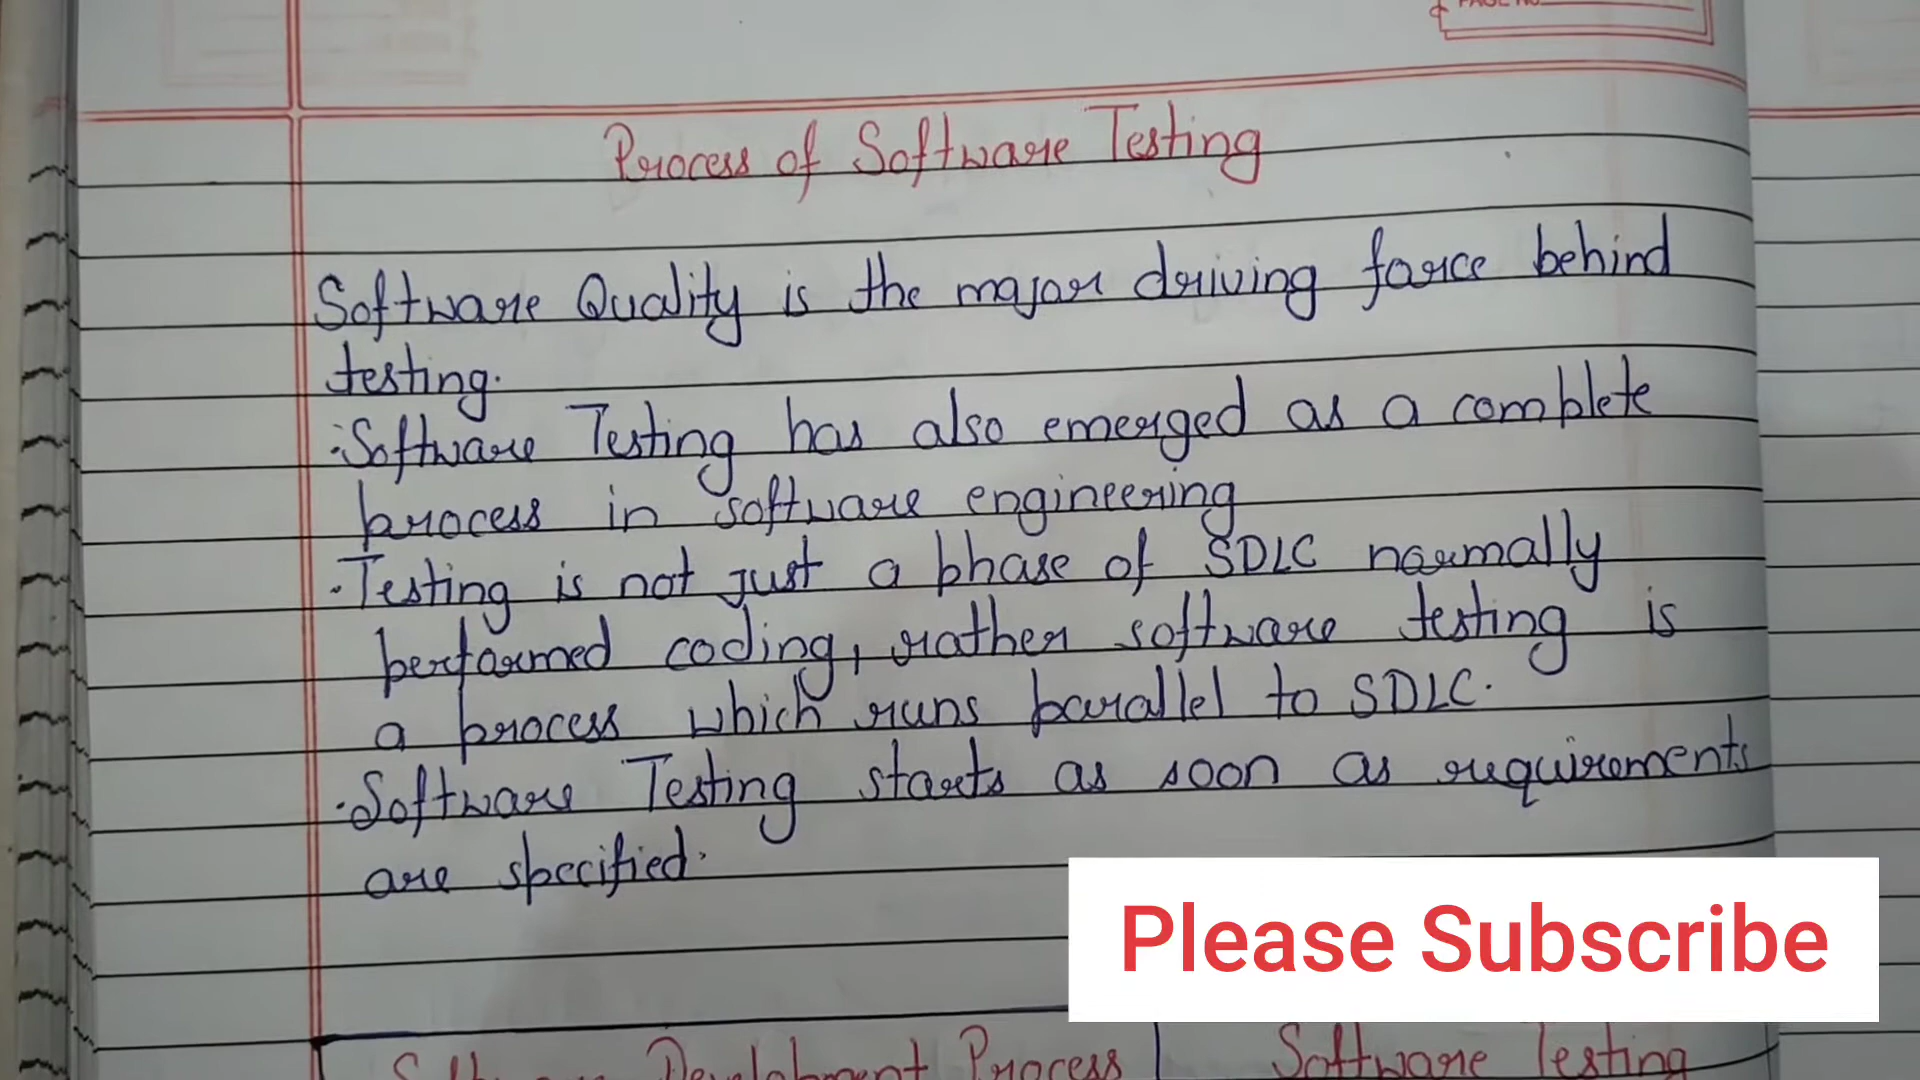 PAGE NO
Process of Software Testing
Software Quality is the major driving force behind
testing.
· Software Testing has also emerged as a complete
process in software engineering
· Testing is not just a phase of SDLC normally
performed coding, rather software testing is
a process which runs parallel to SDLC.
· Software Testing starts as soon as requirements
are specified.
Please Subscribe
Software Development Process | Software Testing